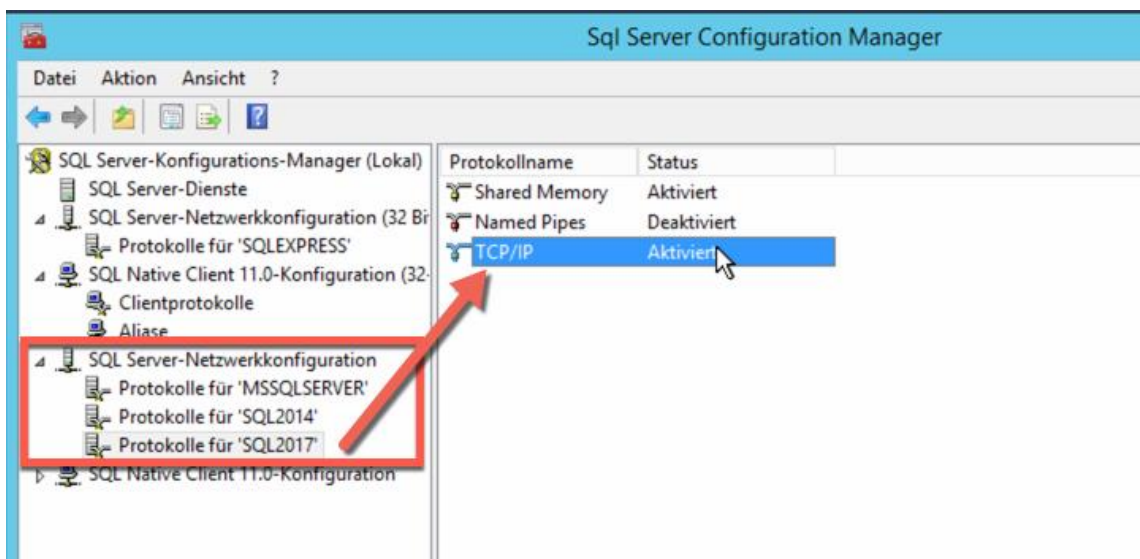 Sql Server Configuration Manager
Datei Aktion Ansicht ?
SQL Server-Konfigurations-Manager (Lokal)
SQL Server-Dienste
SQL Server-Netzwerkkonfiguration (32 Bi
Protokolle für 'SQLEXPRESS'
SQL Native Client 11.0-Konfiguration (32-
Clientprotokolle
Aliase
SQL Server-Netzwerkkonfiguration
Protokolle für 'MSSQLSERVER'
Protokolle für 'SQL2014'
Protokolle für 'SQL2017'
SQL Native Client 11.0-Konfiguration
Protokollname Status
Shared Memory Aktiviert
Named Pipes Deaktiviert
TCP/IP Aktiviert